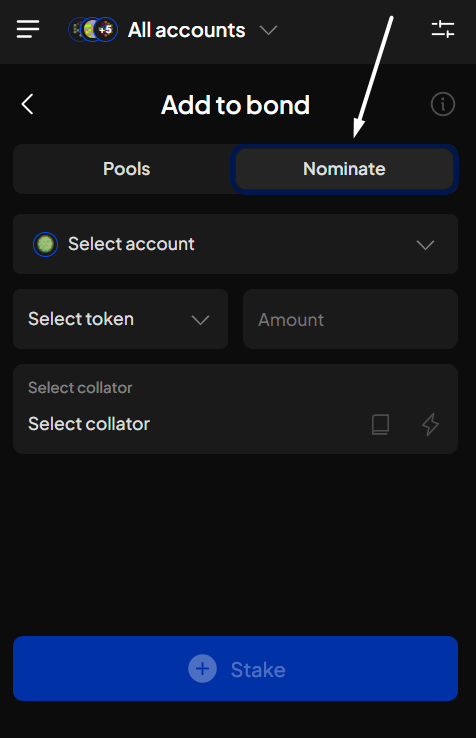 +5 All accounts
Add to bond
Pools Nominate
Select account
Select token Amount
Select collator
Select collator
Stake